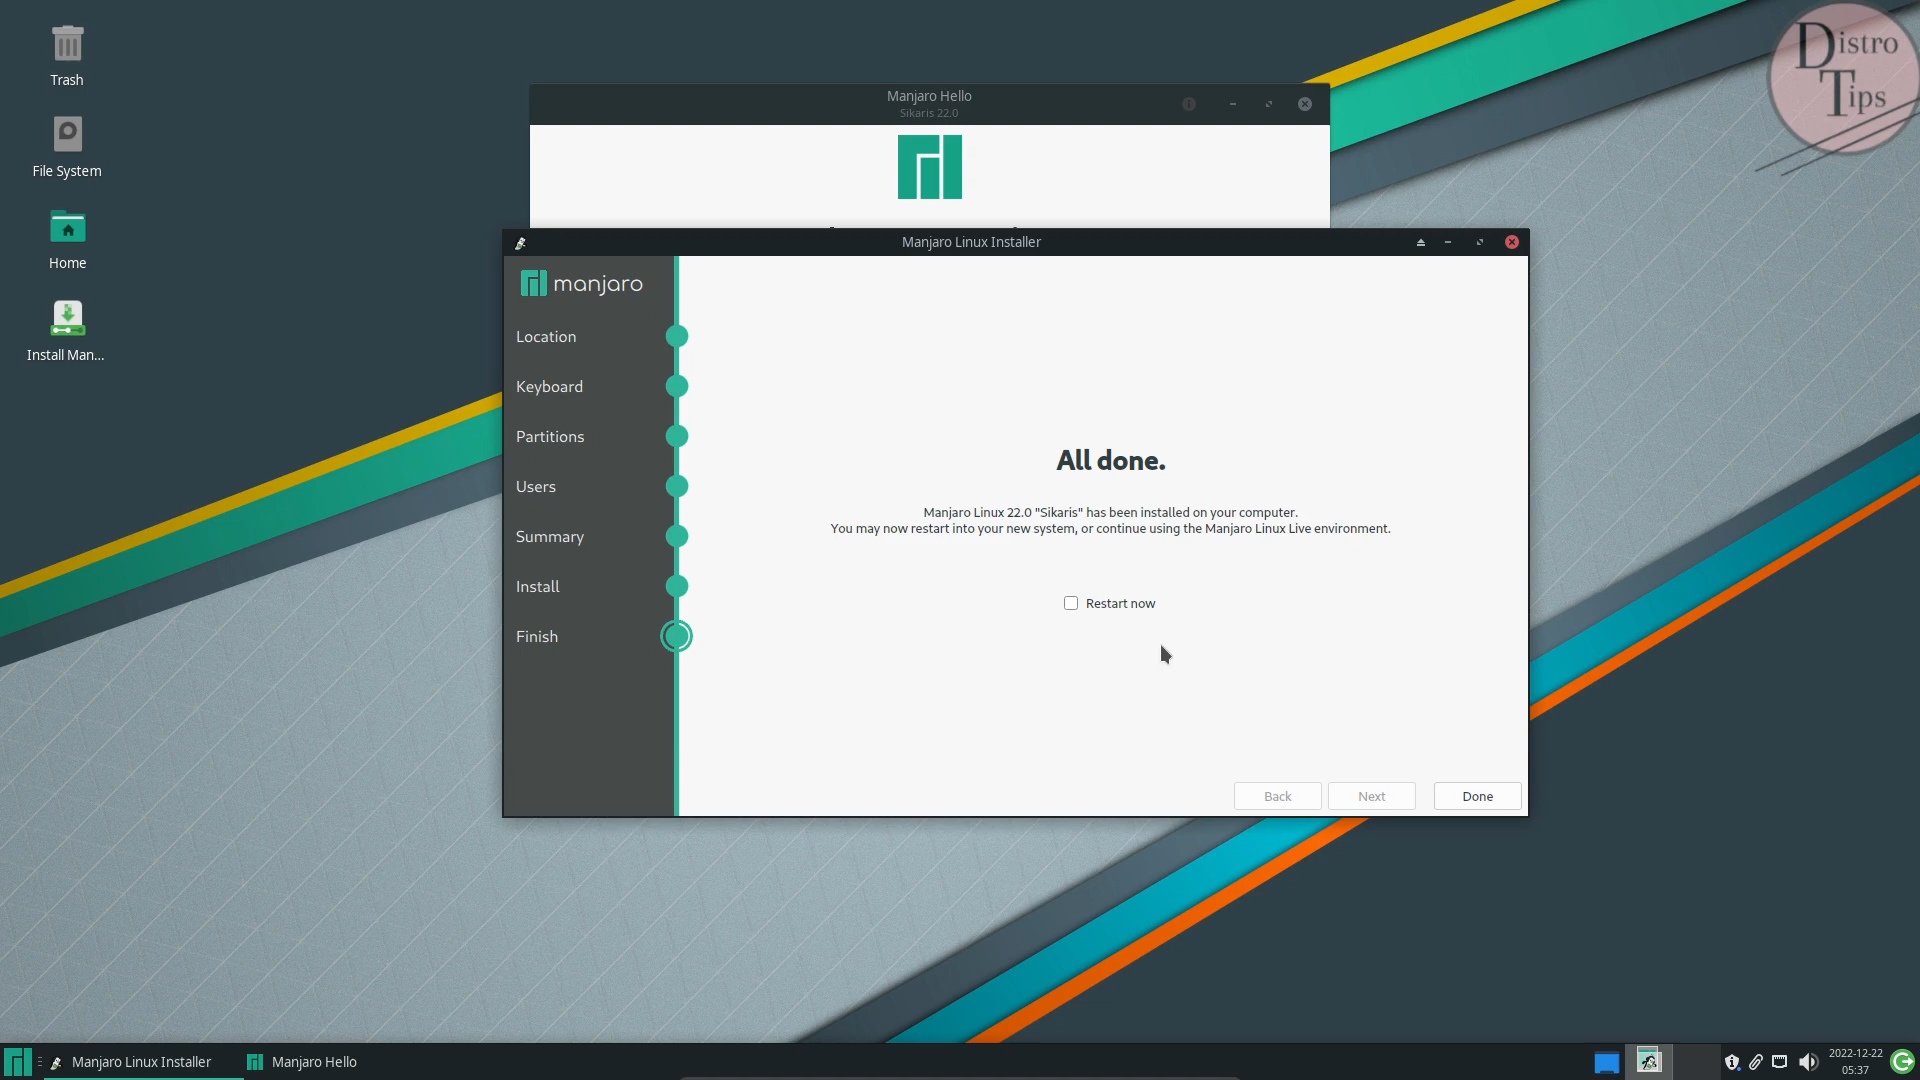 Trash
File System
Home
Install Man...
Distro
Tips
Manjaro Hello
Sikaris 22.0
Manjaro Linux Installer
manjaro
Location
Keyboard
Partitions
Users
Summary
Install
Finish
All done.
Manjaro Linux 22.0 "Sikaris" has been installed on your computer.
You may now restart into your new system, or continue using the Manjaro Linux Live environment.
Restart now
Back
Next
Done
Manjaro Linux Installer
Manjaro Hello
2022-12-22
05:37